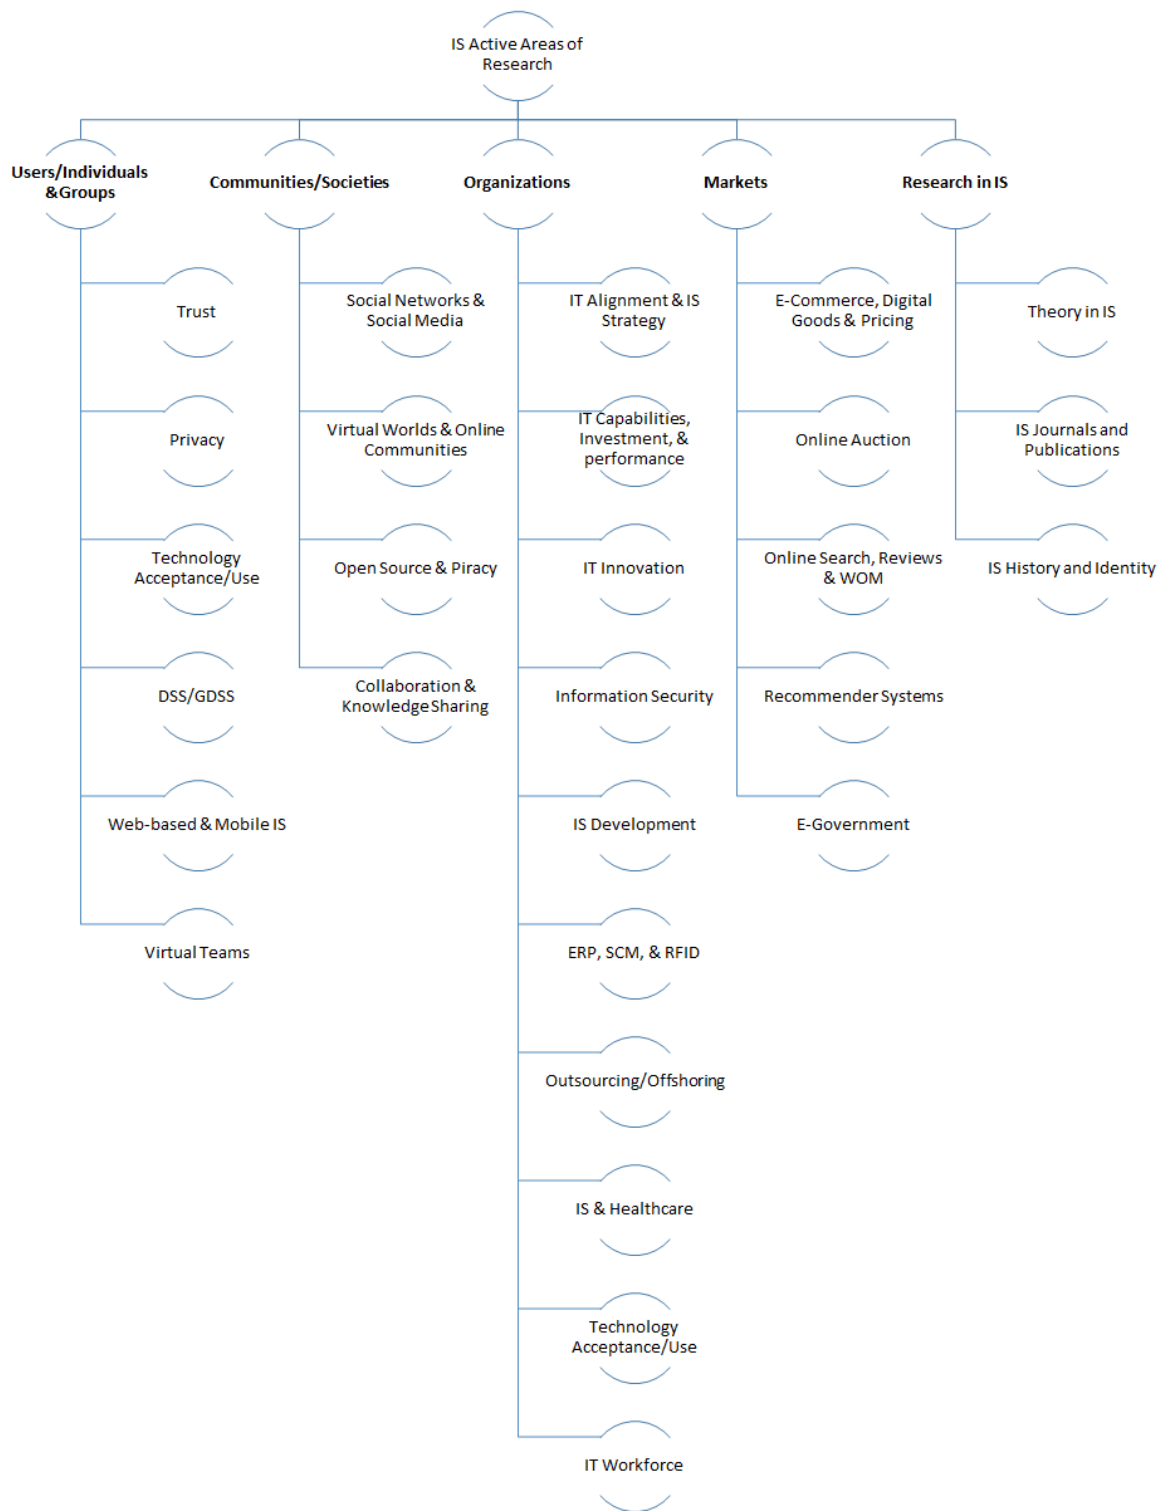 IS Active Areas of
Research
Users/Individuals
&Groups
Communities/Societies
Organizations
Markets
Research in IS
Trust
Privacy
Technology
Acceptance/Use
DSS/GDSS
Web-based & Mobile IS
Virtual Teams
Social Networks &
Social Media
Virtual Worlds & Online
Communities
Open Source & Piracy
Collaboration &
Knowledge Sharing
IT Alignment & IS
Strategy
IT Capabilities,
Investment, &
performance
IT Innovation
Information Security
IS Development
ERP, SCM, & RFID
Outsourcing/Offshoring
IS & Healthcare
Technology
Acceptance/Use
IT Workforce
E-Commerce, Digital
Goods & Pricing
Online Auction
Online Search, Reviews
& WOM
Recommender Systems
E-Government
Theory in IS
IS Journals and
Publications
IS History and Identity